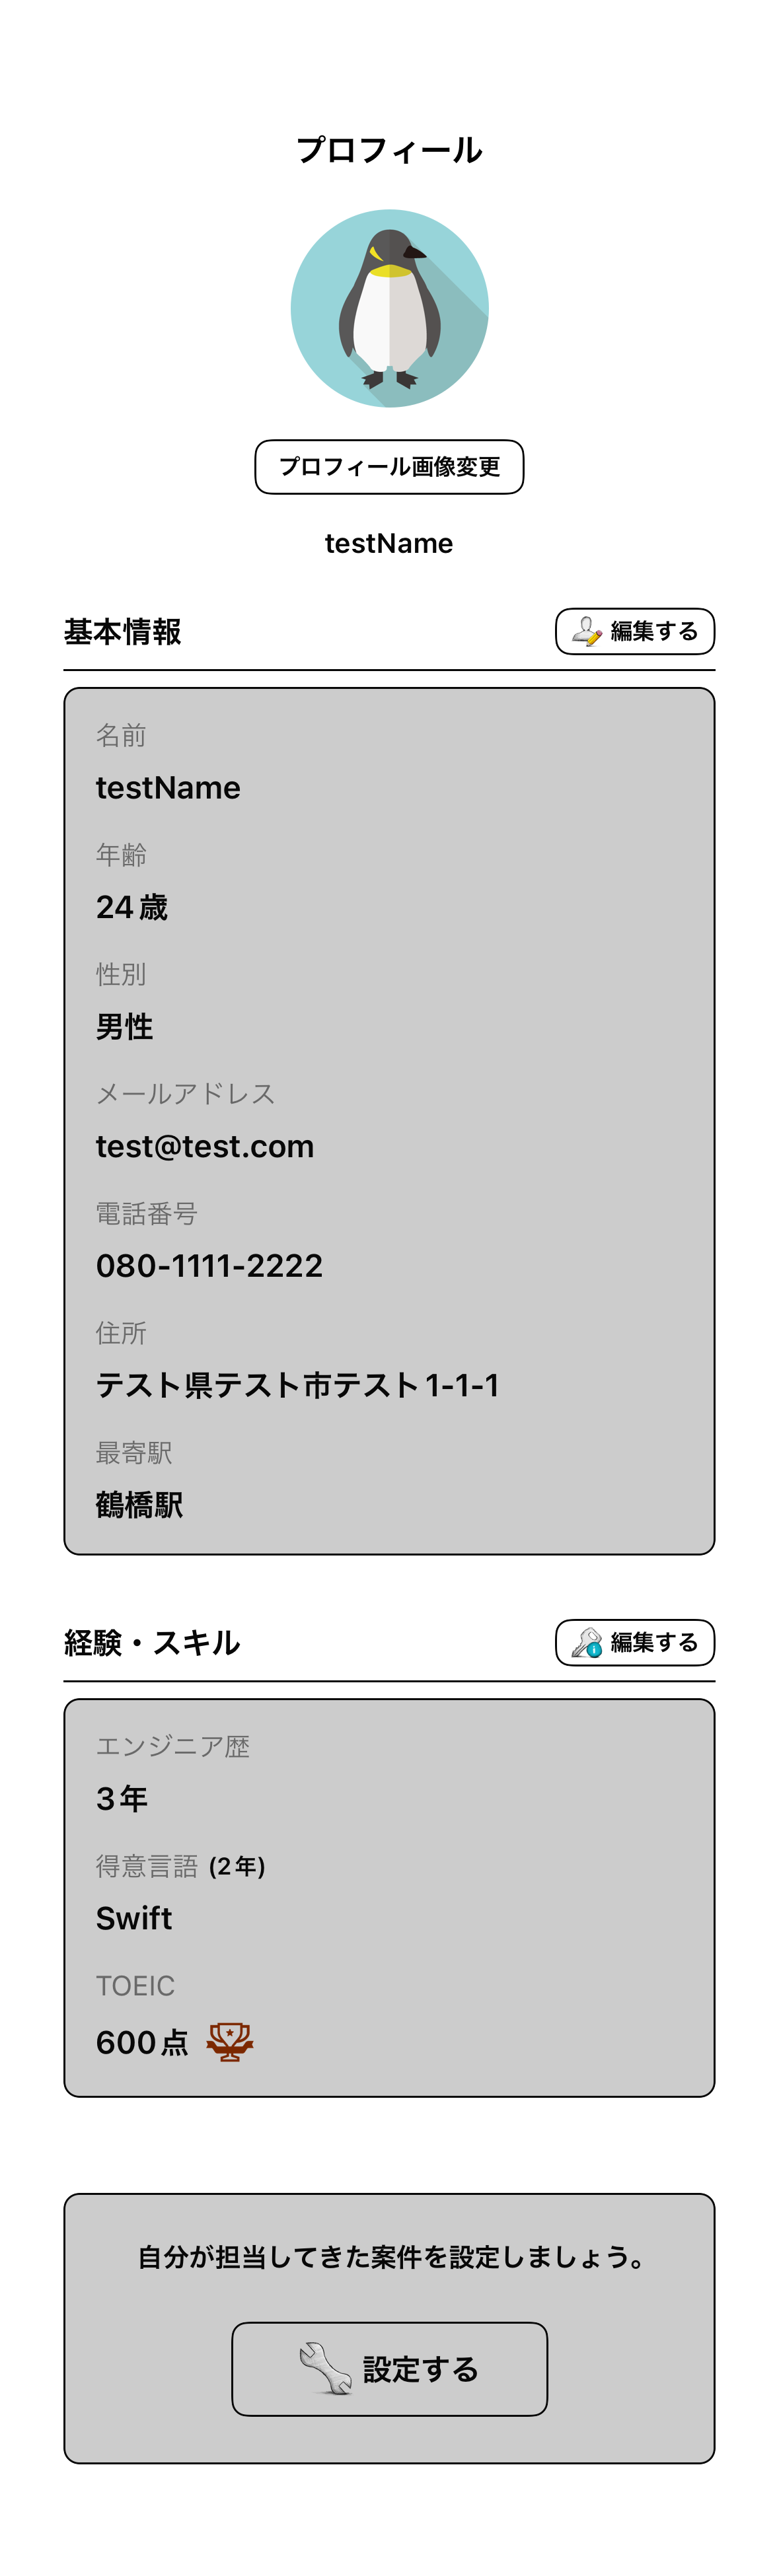 プロフィール
プロフィール画像変更
testName
基本情報
編集する
名前
testName
年齢
24歳
性別
男性
メールアドレス
test@test.com
電話番号
080-1111-2222
住所
テスト県テスト市テスト1-1-1
最寄駅
鶴橋駅
経験・スキル
編集する
エンジニア歴
3年
得意言語 (2年)
Swift
TOEIC
600点
自分が担当してきた案件を設定しましょう。
設定する